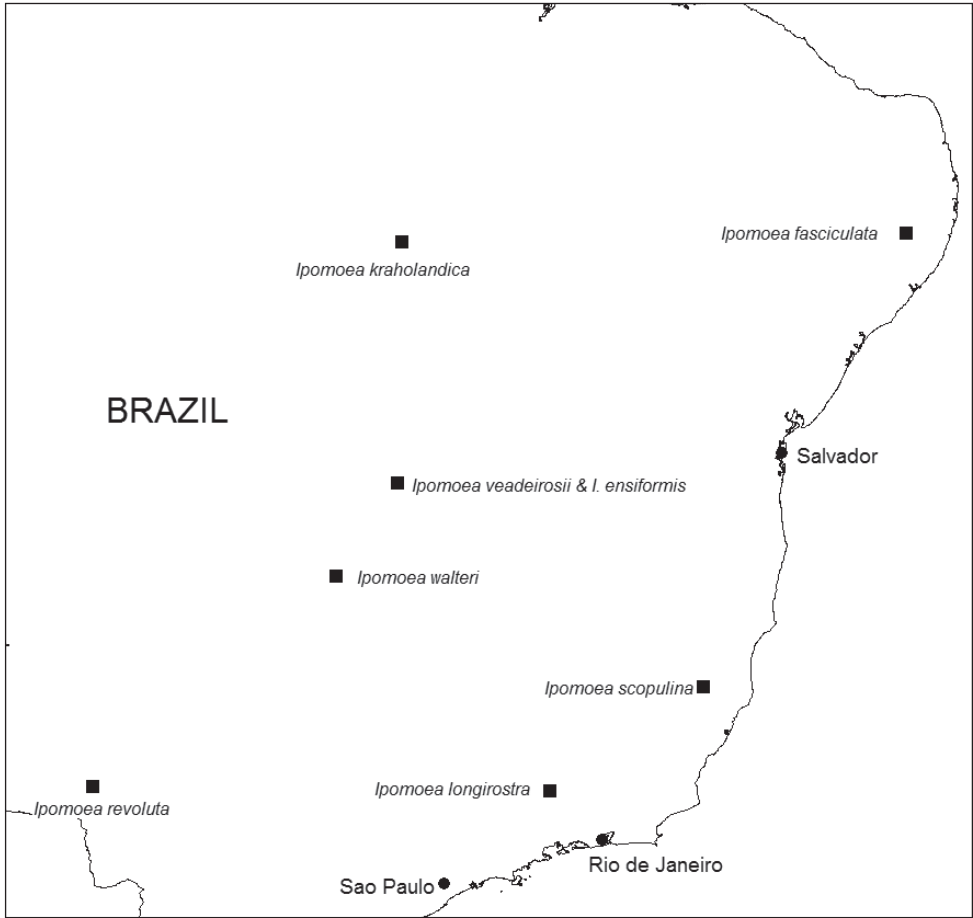 Ipomoea fasciculata
Ipomoea kraholandica
BRAZIL
Salvador
Ipomoea veadeirosii & I. ensiformis
Ipomoea walteri
Ipomoea scopulina
Ipomoea longirostra
Ipomoea revoluta
Rio de Janeiro
Sao Paulo